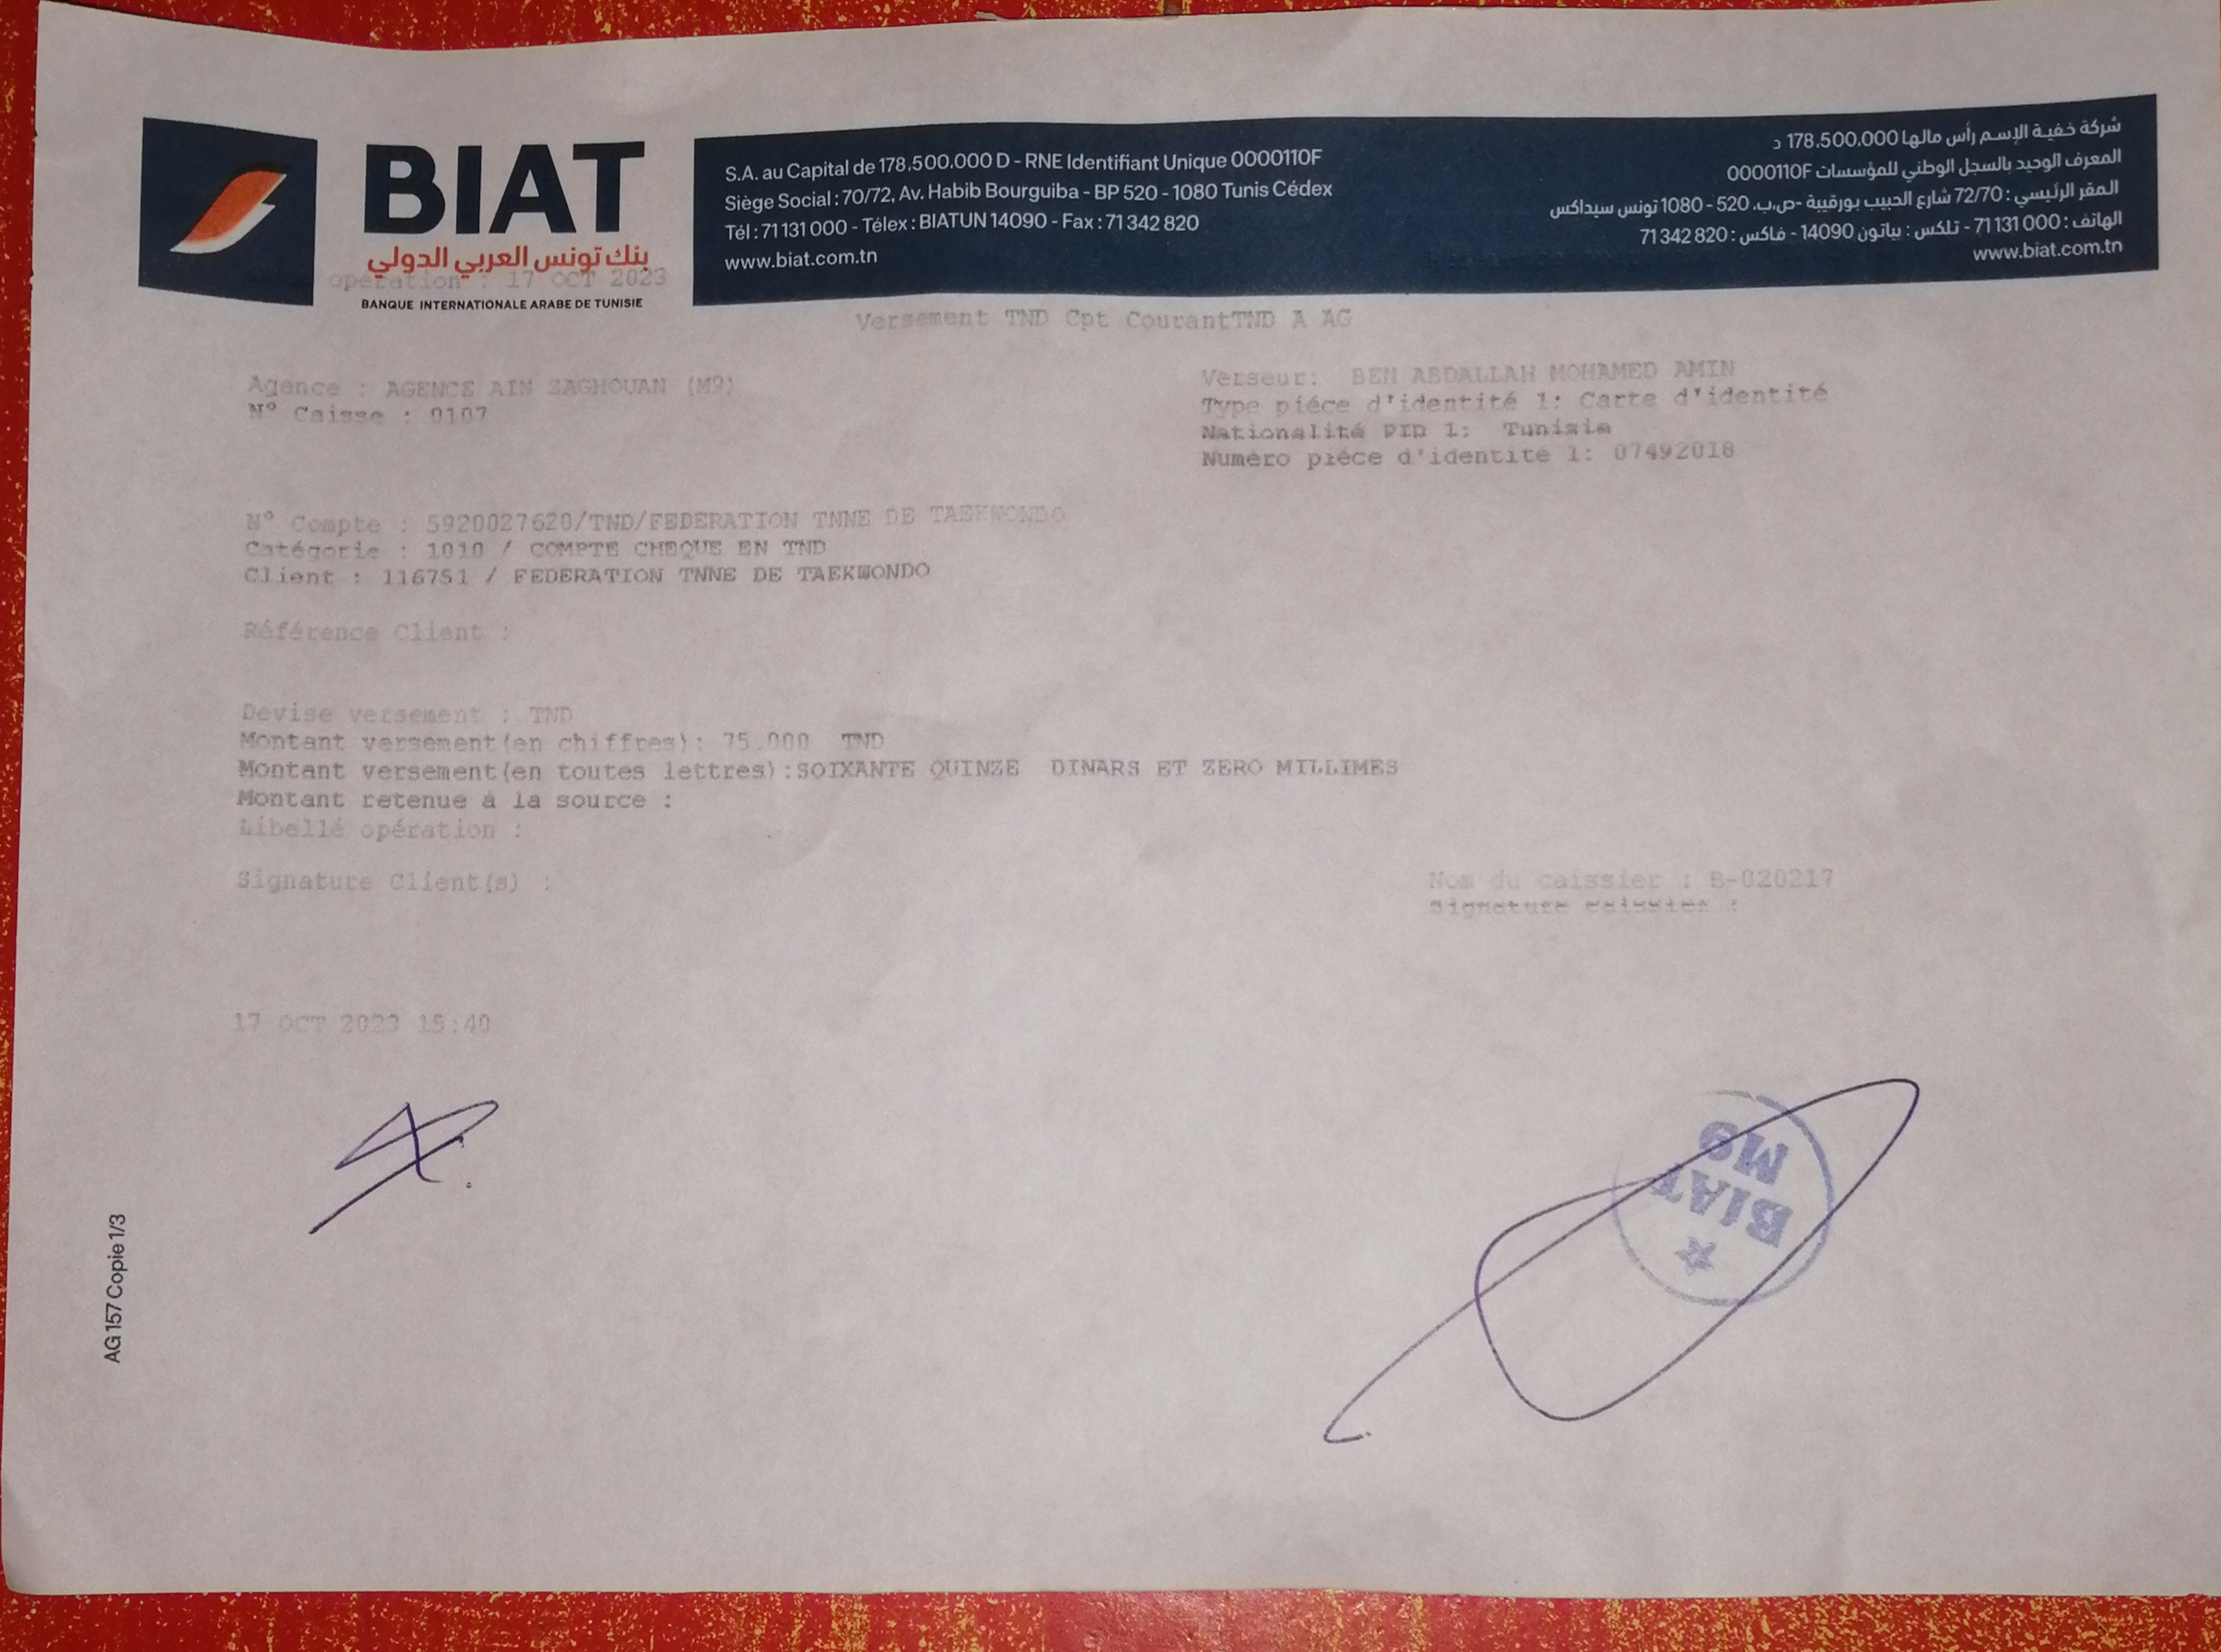 BIAT
بنك تونس العربي الدولي
opération : 17 OCT 2023
BANQUE INTERNATIONALE ARABE DE TUNISIE
S.A. au Capital de 178.500.000 D - RNE Identifiant Unique 0000110F
Siège Social : 70/72, Av. Habib Bourguiba - BP 520 - 1080 Tunis Cédex
Tél : 71 131 000 - Télex : BIATUN 14090 - Fax : 71 342 820
www.biat.com.tn
شركة خفية الإسم رأس مالها 178.500.000 د
المعرف الوحيد بالسجل الوطني للمؤسسات 0000110F
المقر الرئيسي : 72/70 شارع الحبيب بورقيبة -ص.ب. 520 - 1080 تونس سيداكس
الهاتف : 000 131 71 - تلكس : بياتون 14090 - فاكس : 820 342 71
www.biat.com.tn
Versement TND Cpt CourantTND A AG
Agence : AGENCE AIN ZAGHOUAN (M9)
N° Caisse : 0107
Verseur: BEN ABDALLAH MOHAMED AMIN
Type piéce d'identité 1: Carte d'identité
Nationalité PID 1: Tunisia
Numéro piéce d'identité 1: 07492018
N° Compte : 5920027620/TND/FEDERATION TNNE DE TAEKWONDO
Catégorie : 1010 / COMPTE CHEQUE EN TND
Client : 116751 / FEDERATION TNNE DE TAEKWONDO
Référence Client :
Devise versement : TND
Montant versement(en chiffres): 75.000 TND
Montant versement(en toutes lettres):SOIXANTE QUINZE DINARS ET ZERO MILLIMES
Montant retenue à la source :
Libellé opération :
Signature Client(s) :
Nom du caissier : B-020217
Signature caissier :
17 OCT 2023 15:40
BIAT
M9
AG 157 Copie 1/3